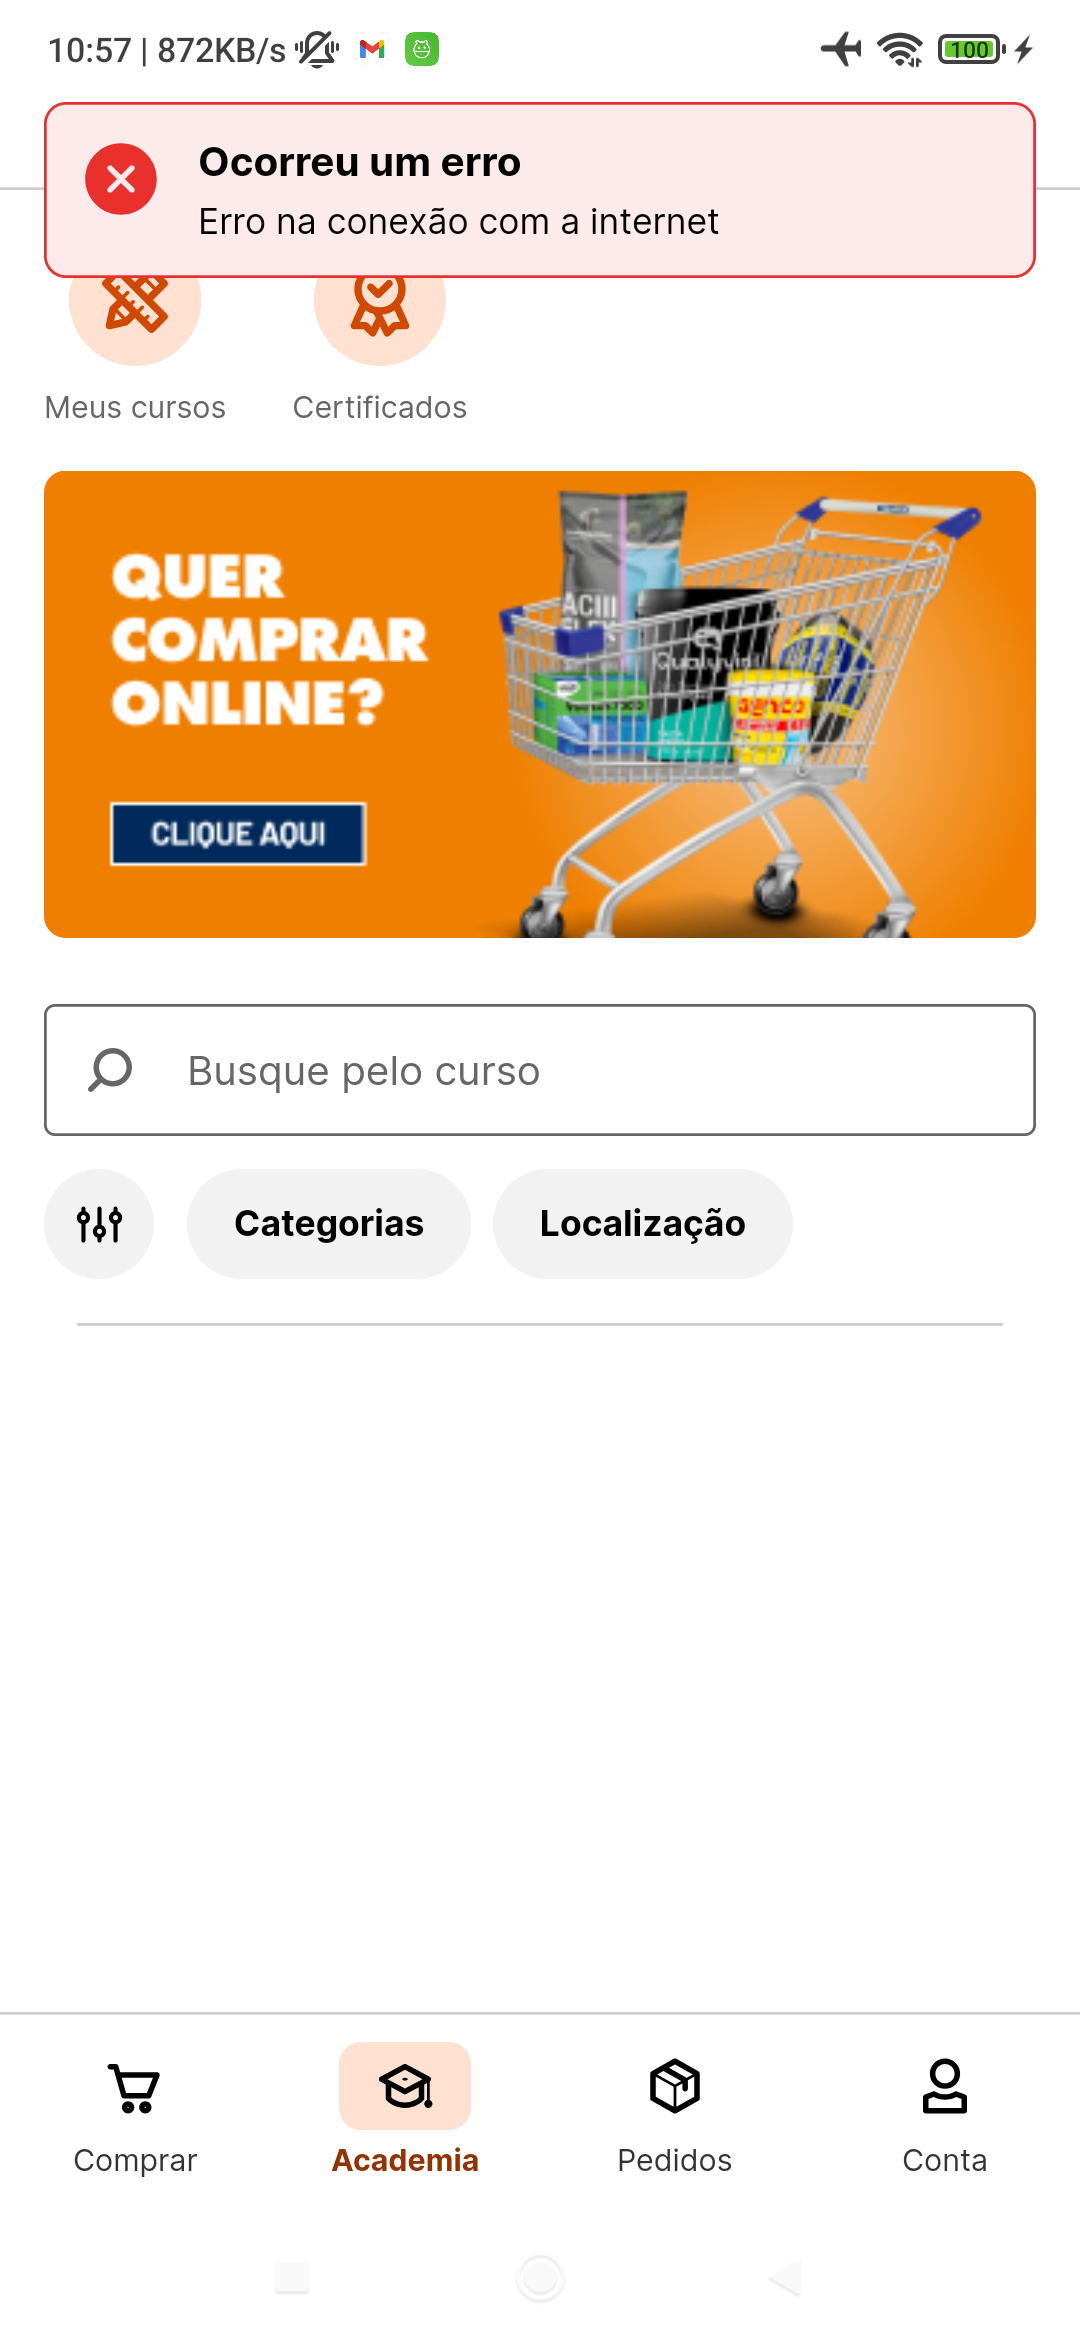 10:57 | 872KB/s
100
Ocorreu um erro
Erro na conexão com a internet
Meus cursos
Certificados
QUER
COMPRAR
ONLINE?
CLIQUE AQUI
Busque pelo curso
Categorias
Localização
Comprar
Academia
Pedidos
Conta